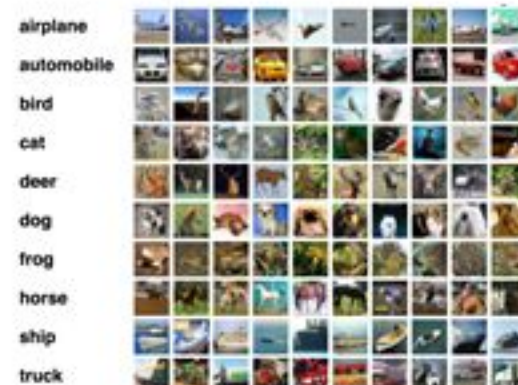 airplane
automobile
bird
cat
deer
dog
frog
horse
ship
truck